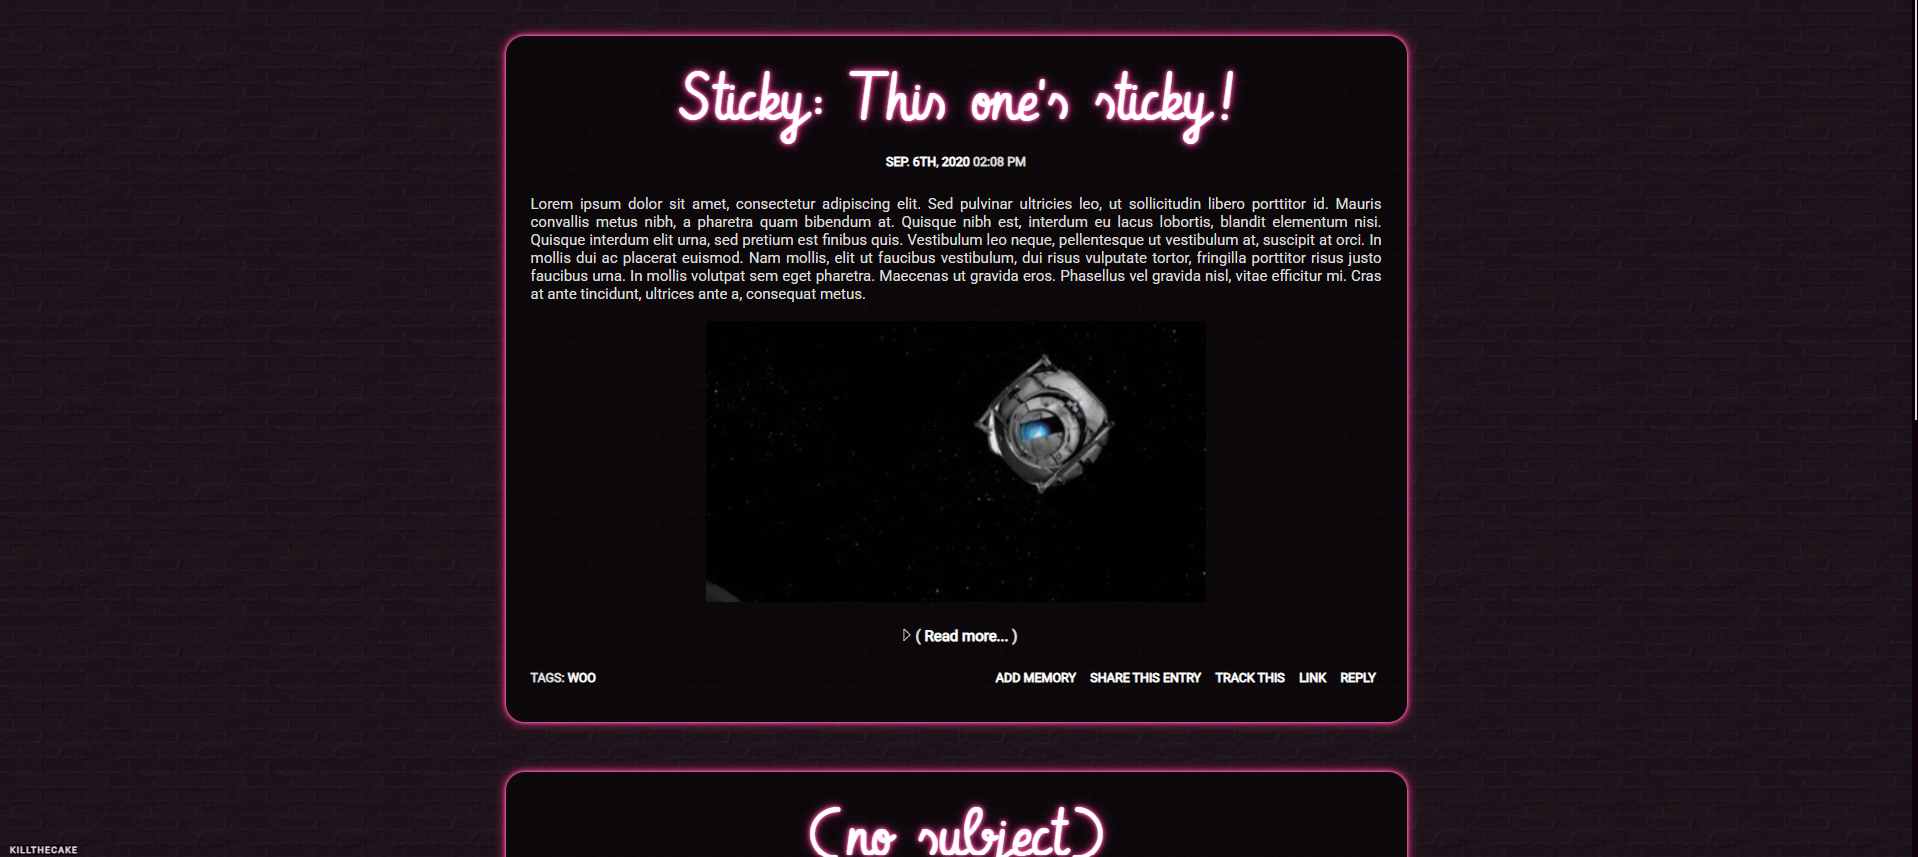 Sticky: This one's sticky!
SEP. 6TH, 2020 02:08 PM
Lorem ipsum dolor sit amet, consectetur adipiscing elit. Sed pulvinar ultricies leo, ut sollicitudin libero porttitor id. Mauris
convallis metus nibh, a pharetra quam bibendum at. Quisque nibh est, interdum eu lacus lobortis, blandit elementum nisi.
Quisque interdum elit urna, sed pretium est finibus quis. Vestibulum leo neque, pellentesque ut vestibulum at, suscipit at orci. In
mollis dui ac placerat euismod. Nam mollis, elit ut faucibus vestibulum, dui risus vulputate tortor, fringilla porttitor risus justo
faucibus urna. In mollis volutpat sem eget pharetra. Maecenas ut gravida eros. Phasellus vel gravida nisl, vitae efficitur mi. Cras
at ante tincidunt, ultrices ante a, consequat metus.
( Read more... )
TAGS: WOO ADD MEMORY SHARE THIS ENTRY TRACK THIS LINK REPLY
(no subject)
KILLTHECAKE